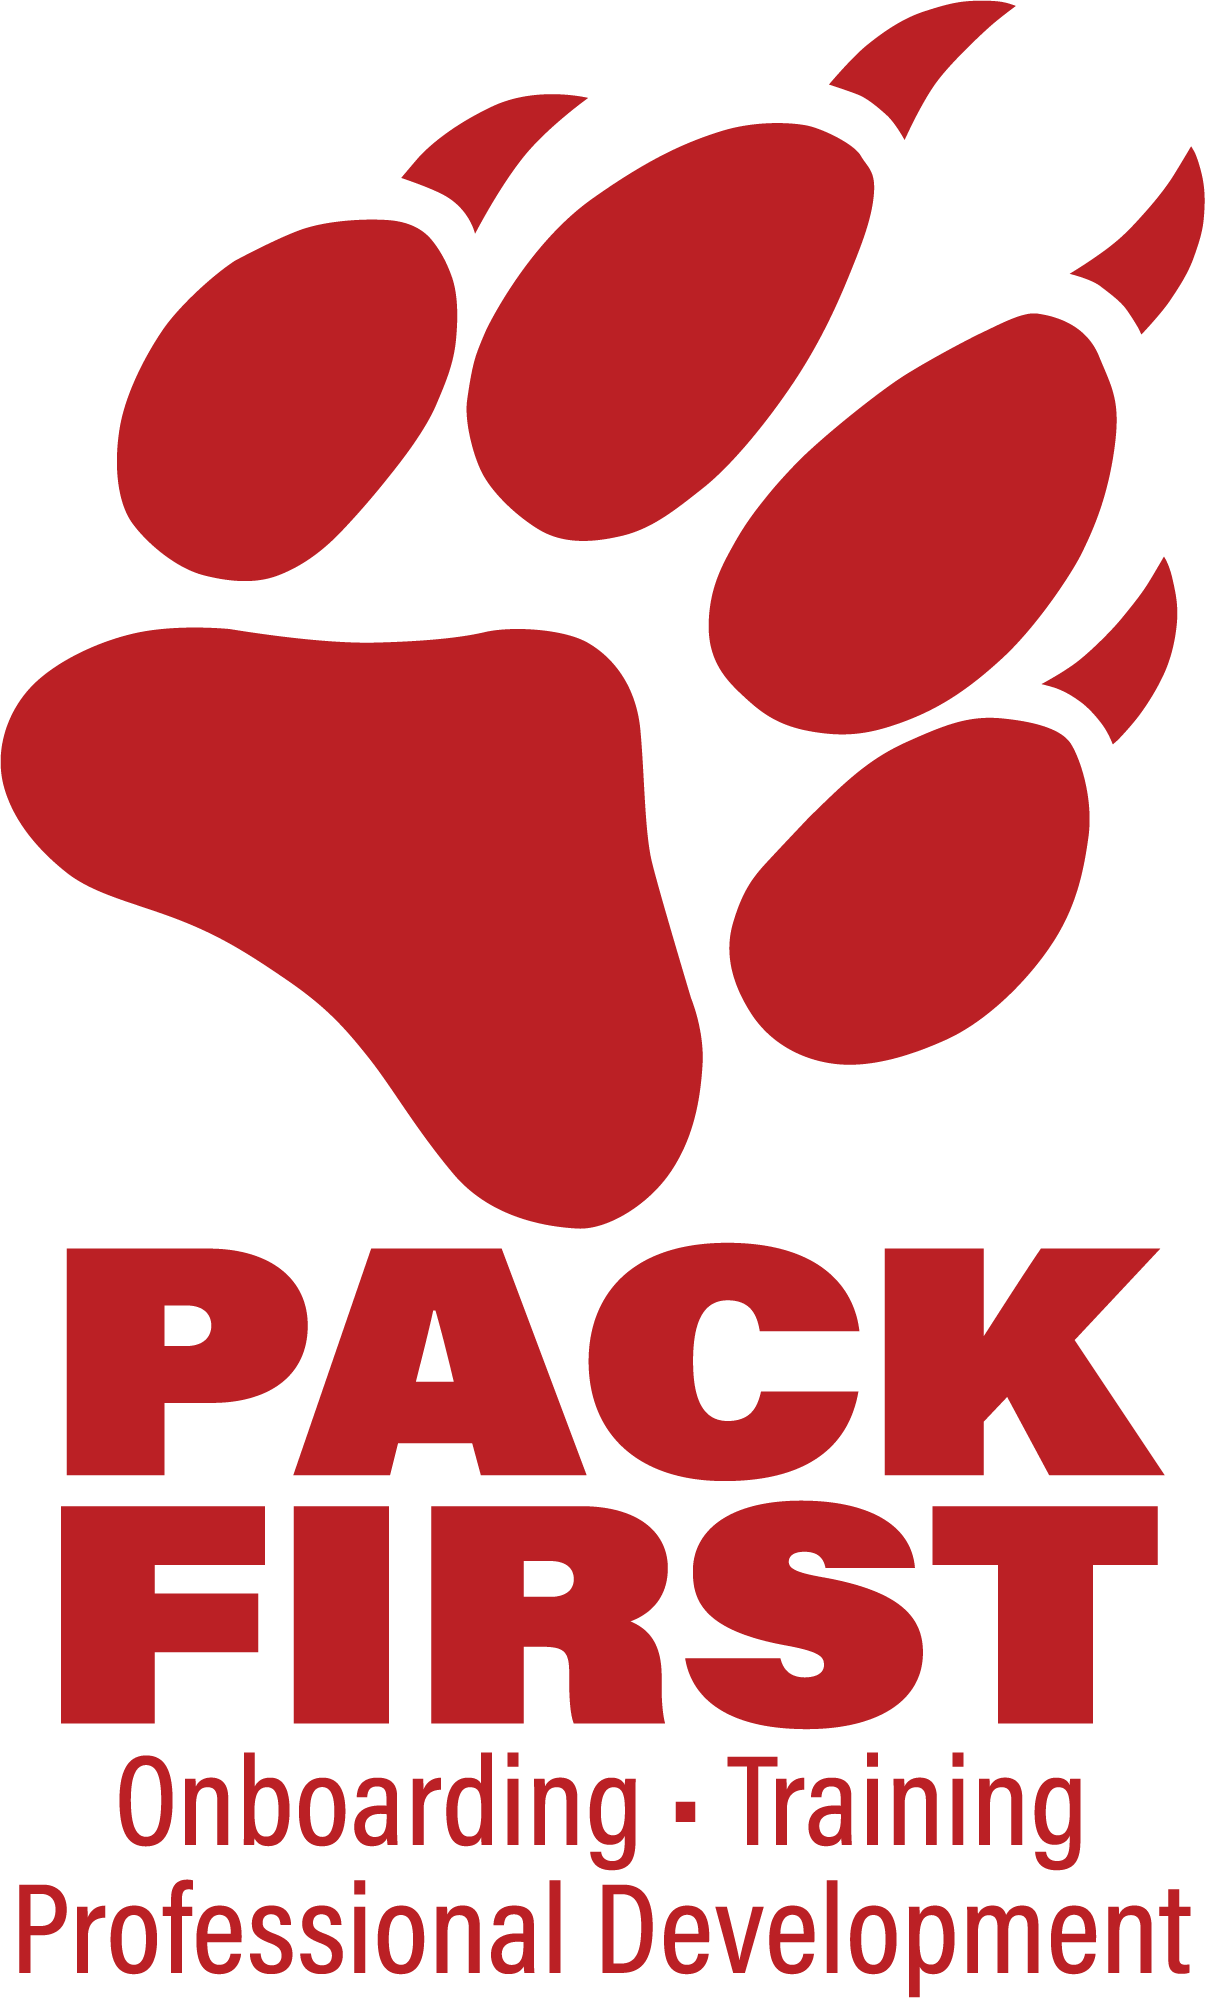 PACK
FIRST
Onboarding ▪ Training
Professional Development